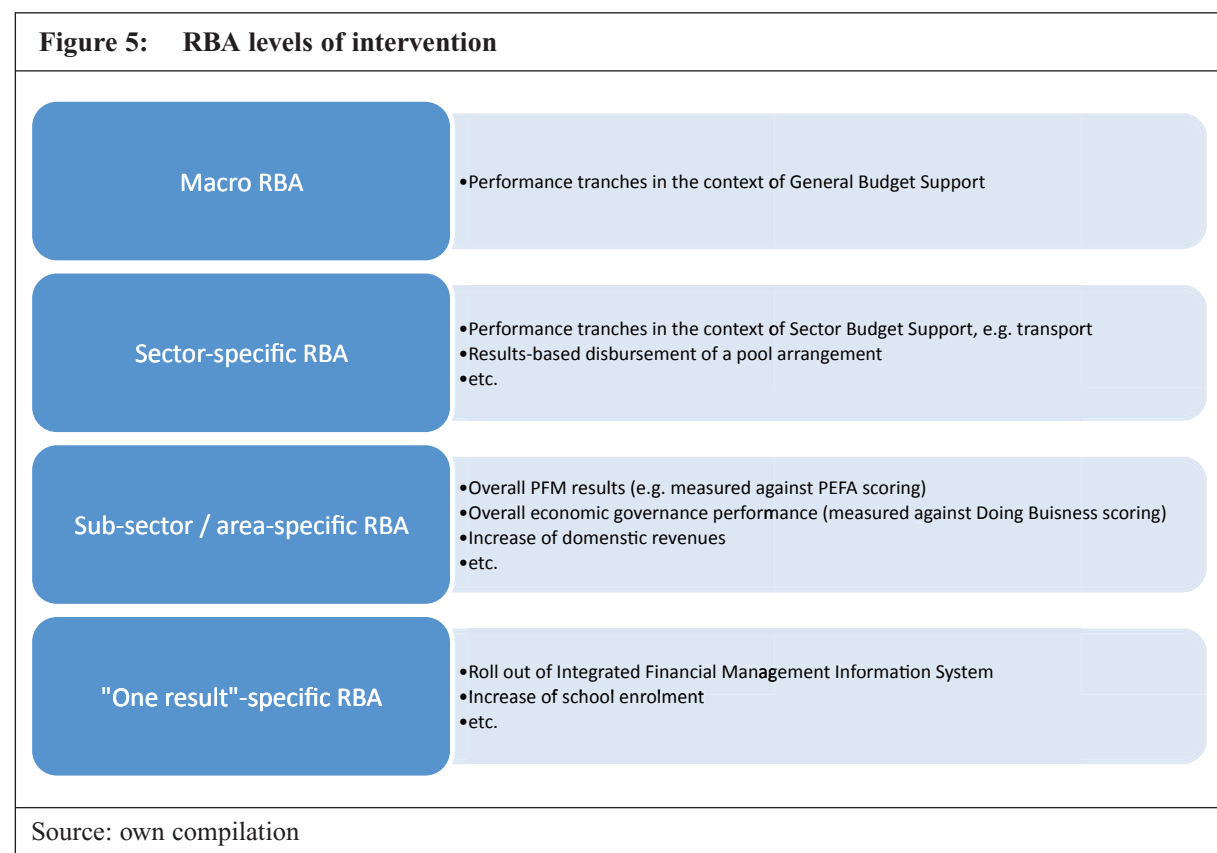 Figure 5: RBA levels of intervention
Macro RBA
•Performance tranches in the context of General Budget Support
Sector-specific RBA
•Performance tranches in the context of Sector Budget Support, e.g. transport
•Results-based disbursement of a pool arrangement
•etc.
Sub-sector / area-specific RBA
•Overall PFM results (e.g. measured against PEFA scoring)
•Overall economic governance performance (measured against Doing Buisness scoring)
•Increase of domenstic revenues
•etc.
"One result"-specific RBA
•Roll out of Integrated Financial Management Information System
•Increase of school enrolment
•etc.
Source: own compilation